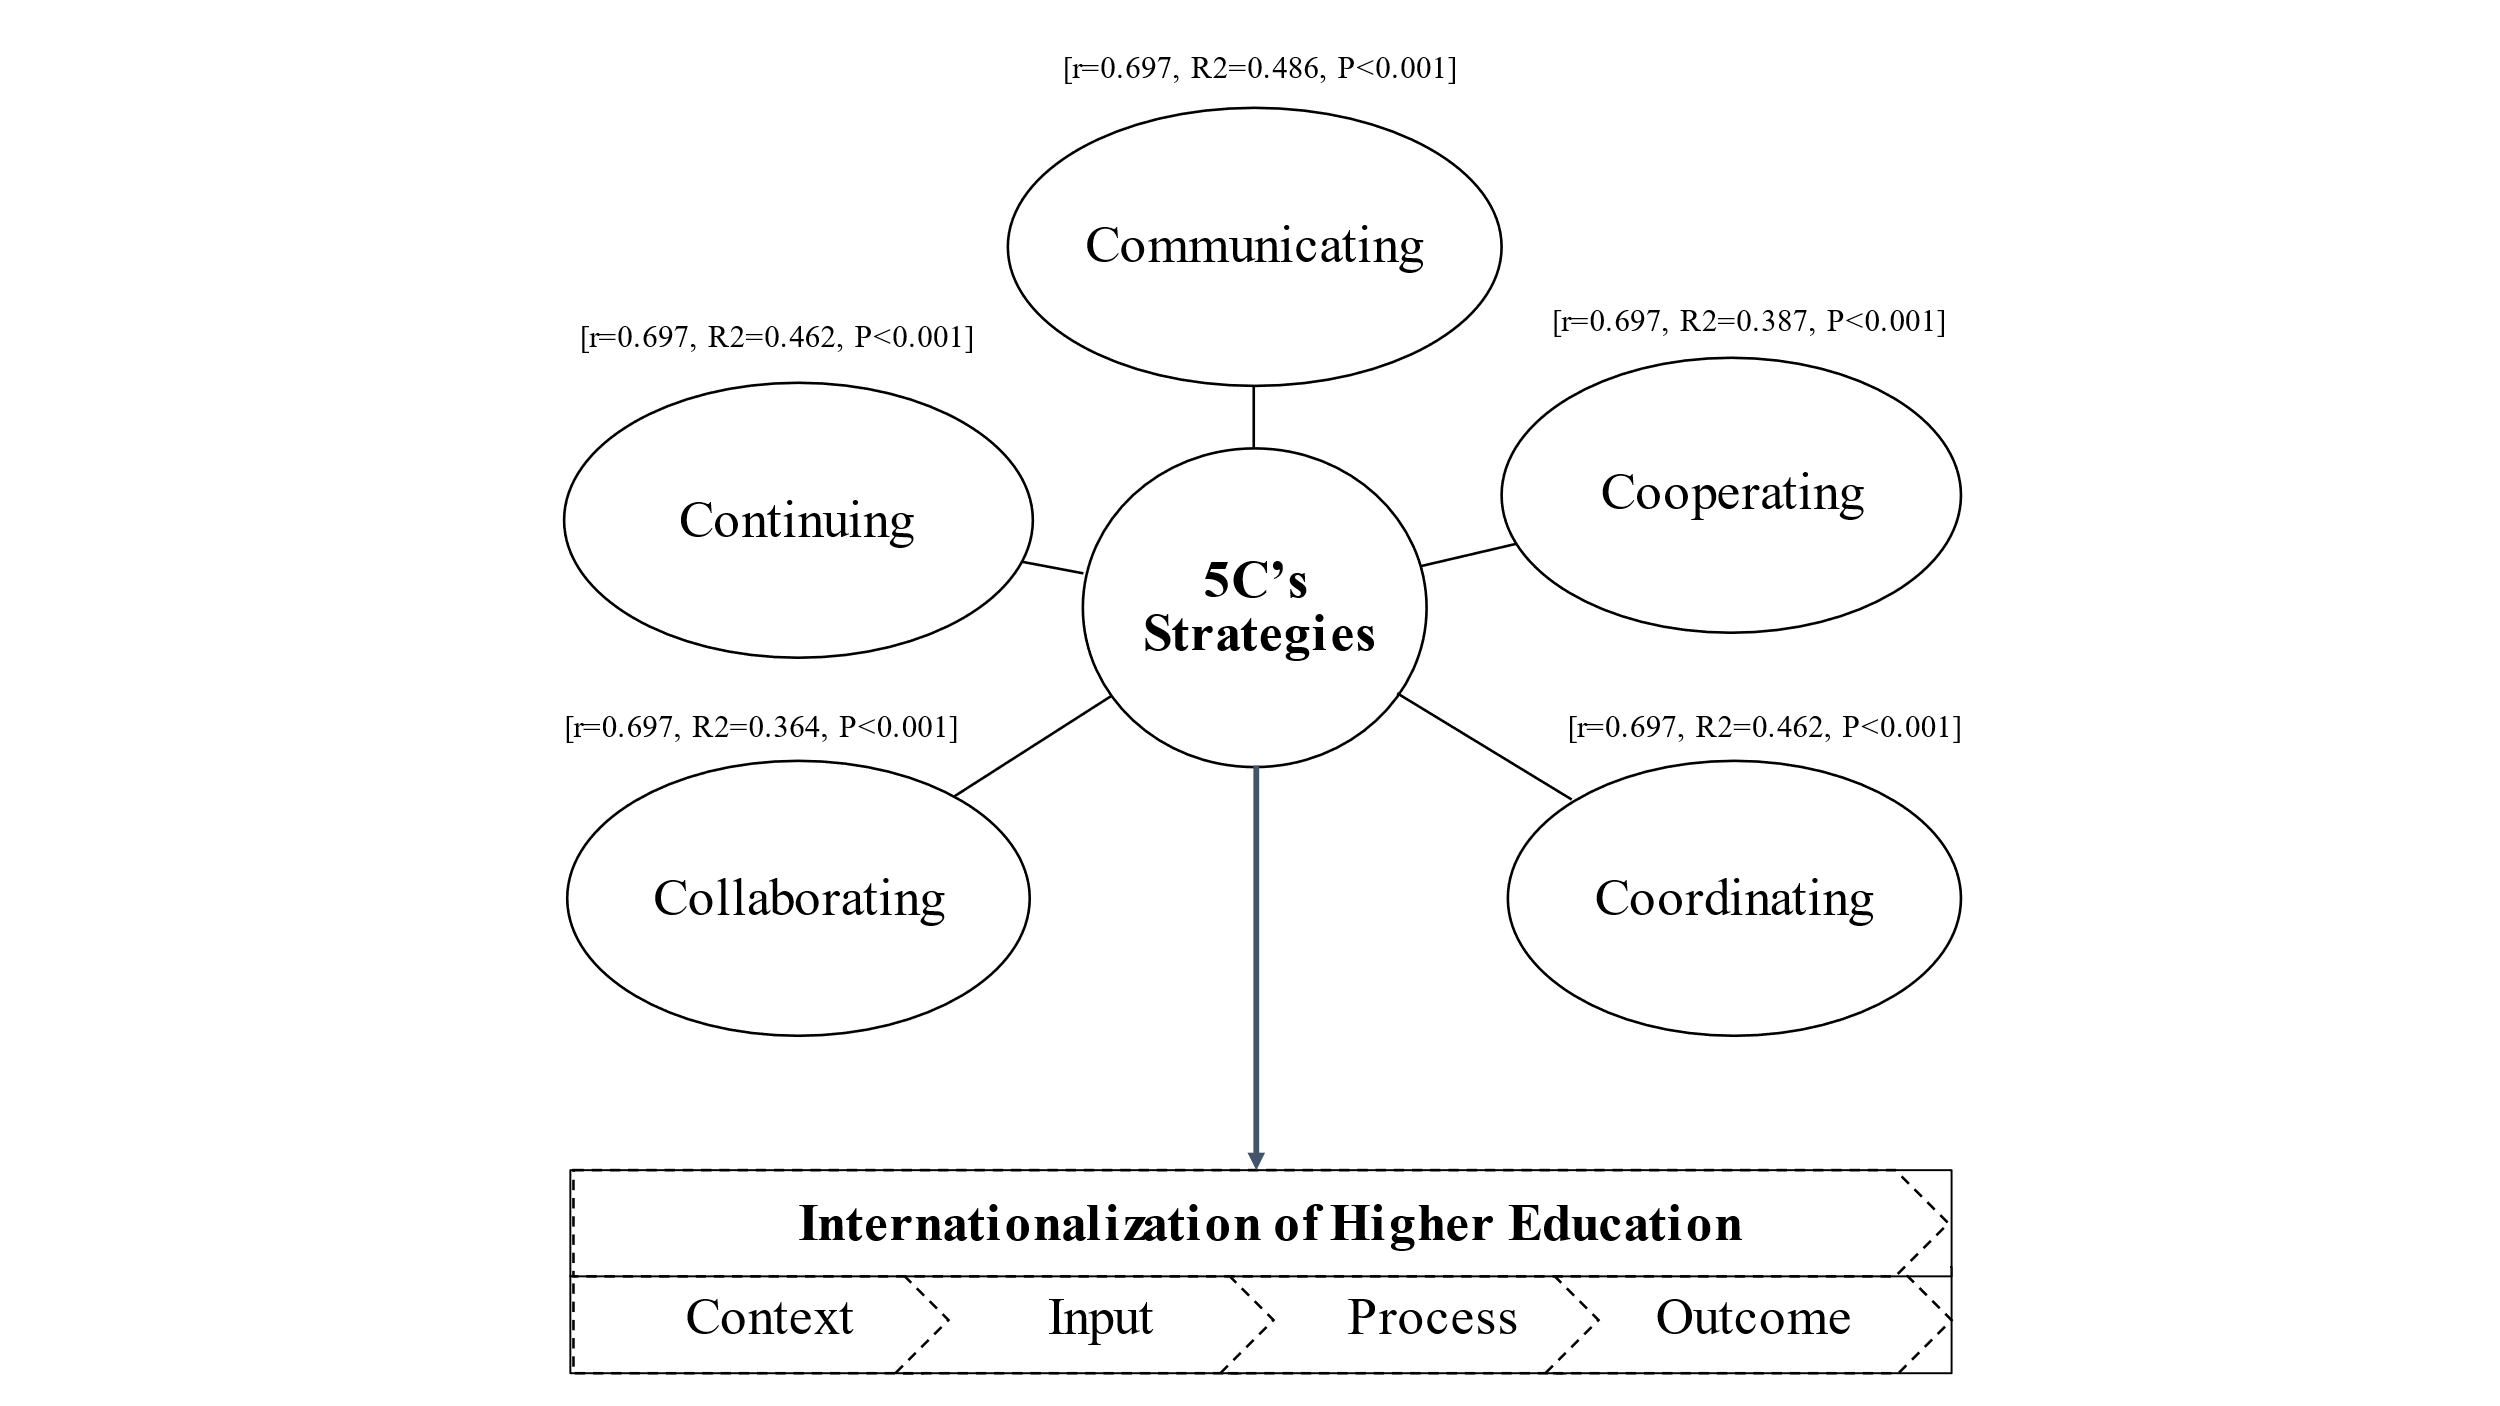 [r=0.697, R2=0.486, P<0.001]
Communicating
[r=0.697, R2=0.462, P<0.001]
Continuing
[r=0.697, R2=0.387, P<0.001]
Cooperating
5C’s
Strategies
[r=0.697, R2=0.364, P<0.001]
Collaborating
[r=0.697, R2=0.462, P<0.001]
Coordinating
Internationalization of Higher Education
Context
Input
Process
Outcome